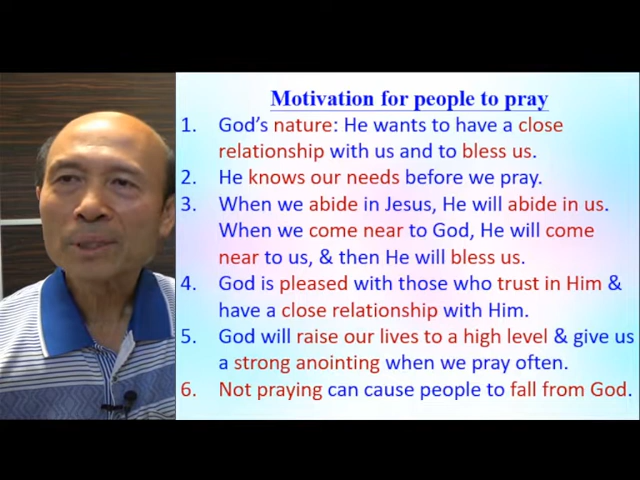 Motivation for people to pray
1. God's nature: He wants to have a close
relationship with us and to bless us.
2. He knows our needs before we pray.
3. When we abide in Jesus, He will abide in us.
When we come near to God, He will come
near to us, & then He will bless us.
4. God is pleased with those who trust in Him &
have a close relationship with Him.
5. God will raise our lives to a high level & give us
a strong anointing when we pray often.
6. Not praying can cause people to fall from God.